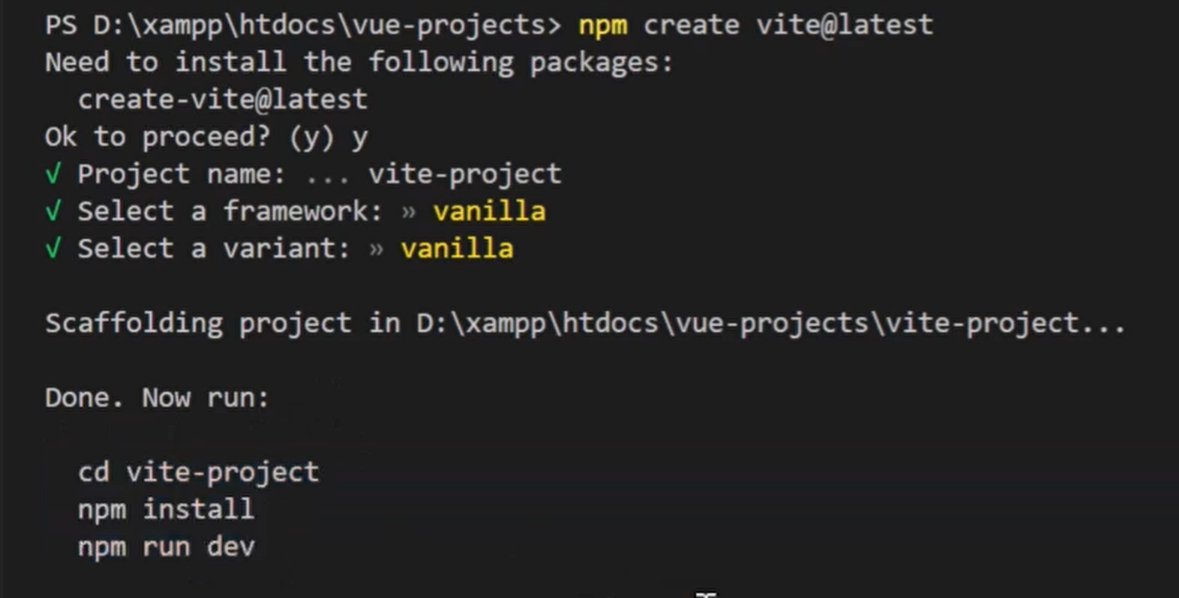 PS D:\xampp\htdocs\vue-projects> npm create vite@latest
Need to install the following packages:
  create-vite@latest
Ok to proceed? (y) y
√ Project name: ... vite-project
√ Select a framework: » vanilla
√ Select a variant: » vanilla
Scaffolding project in D:\xampp\htdocs\vue-projects\vite-project...
Done. Now run:
  cd vite-project
  npm install
  npm run dev